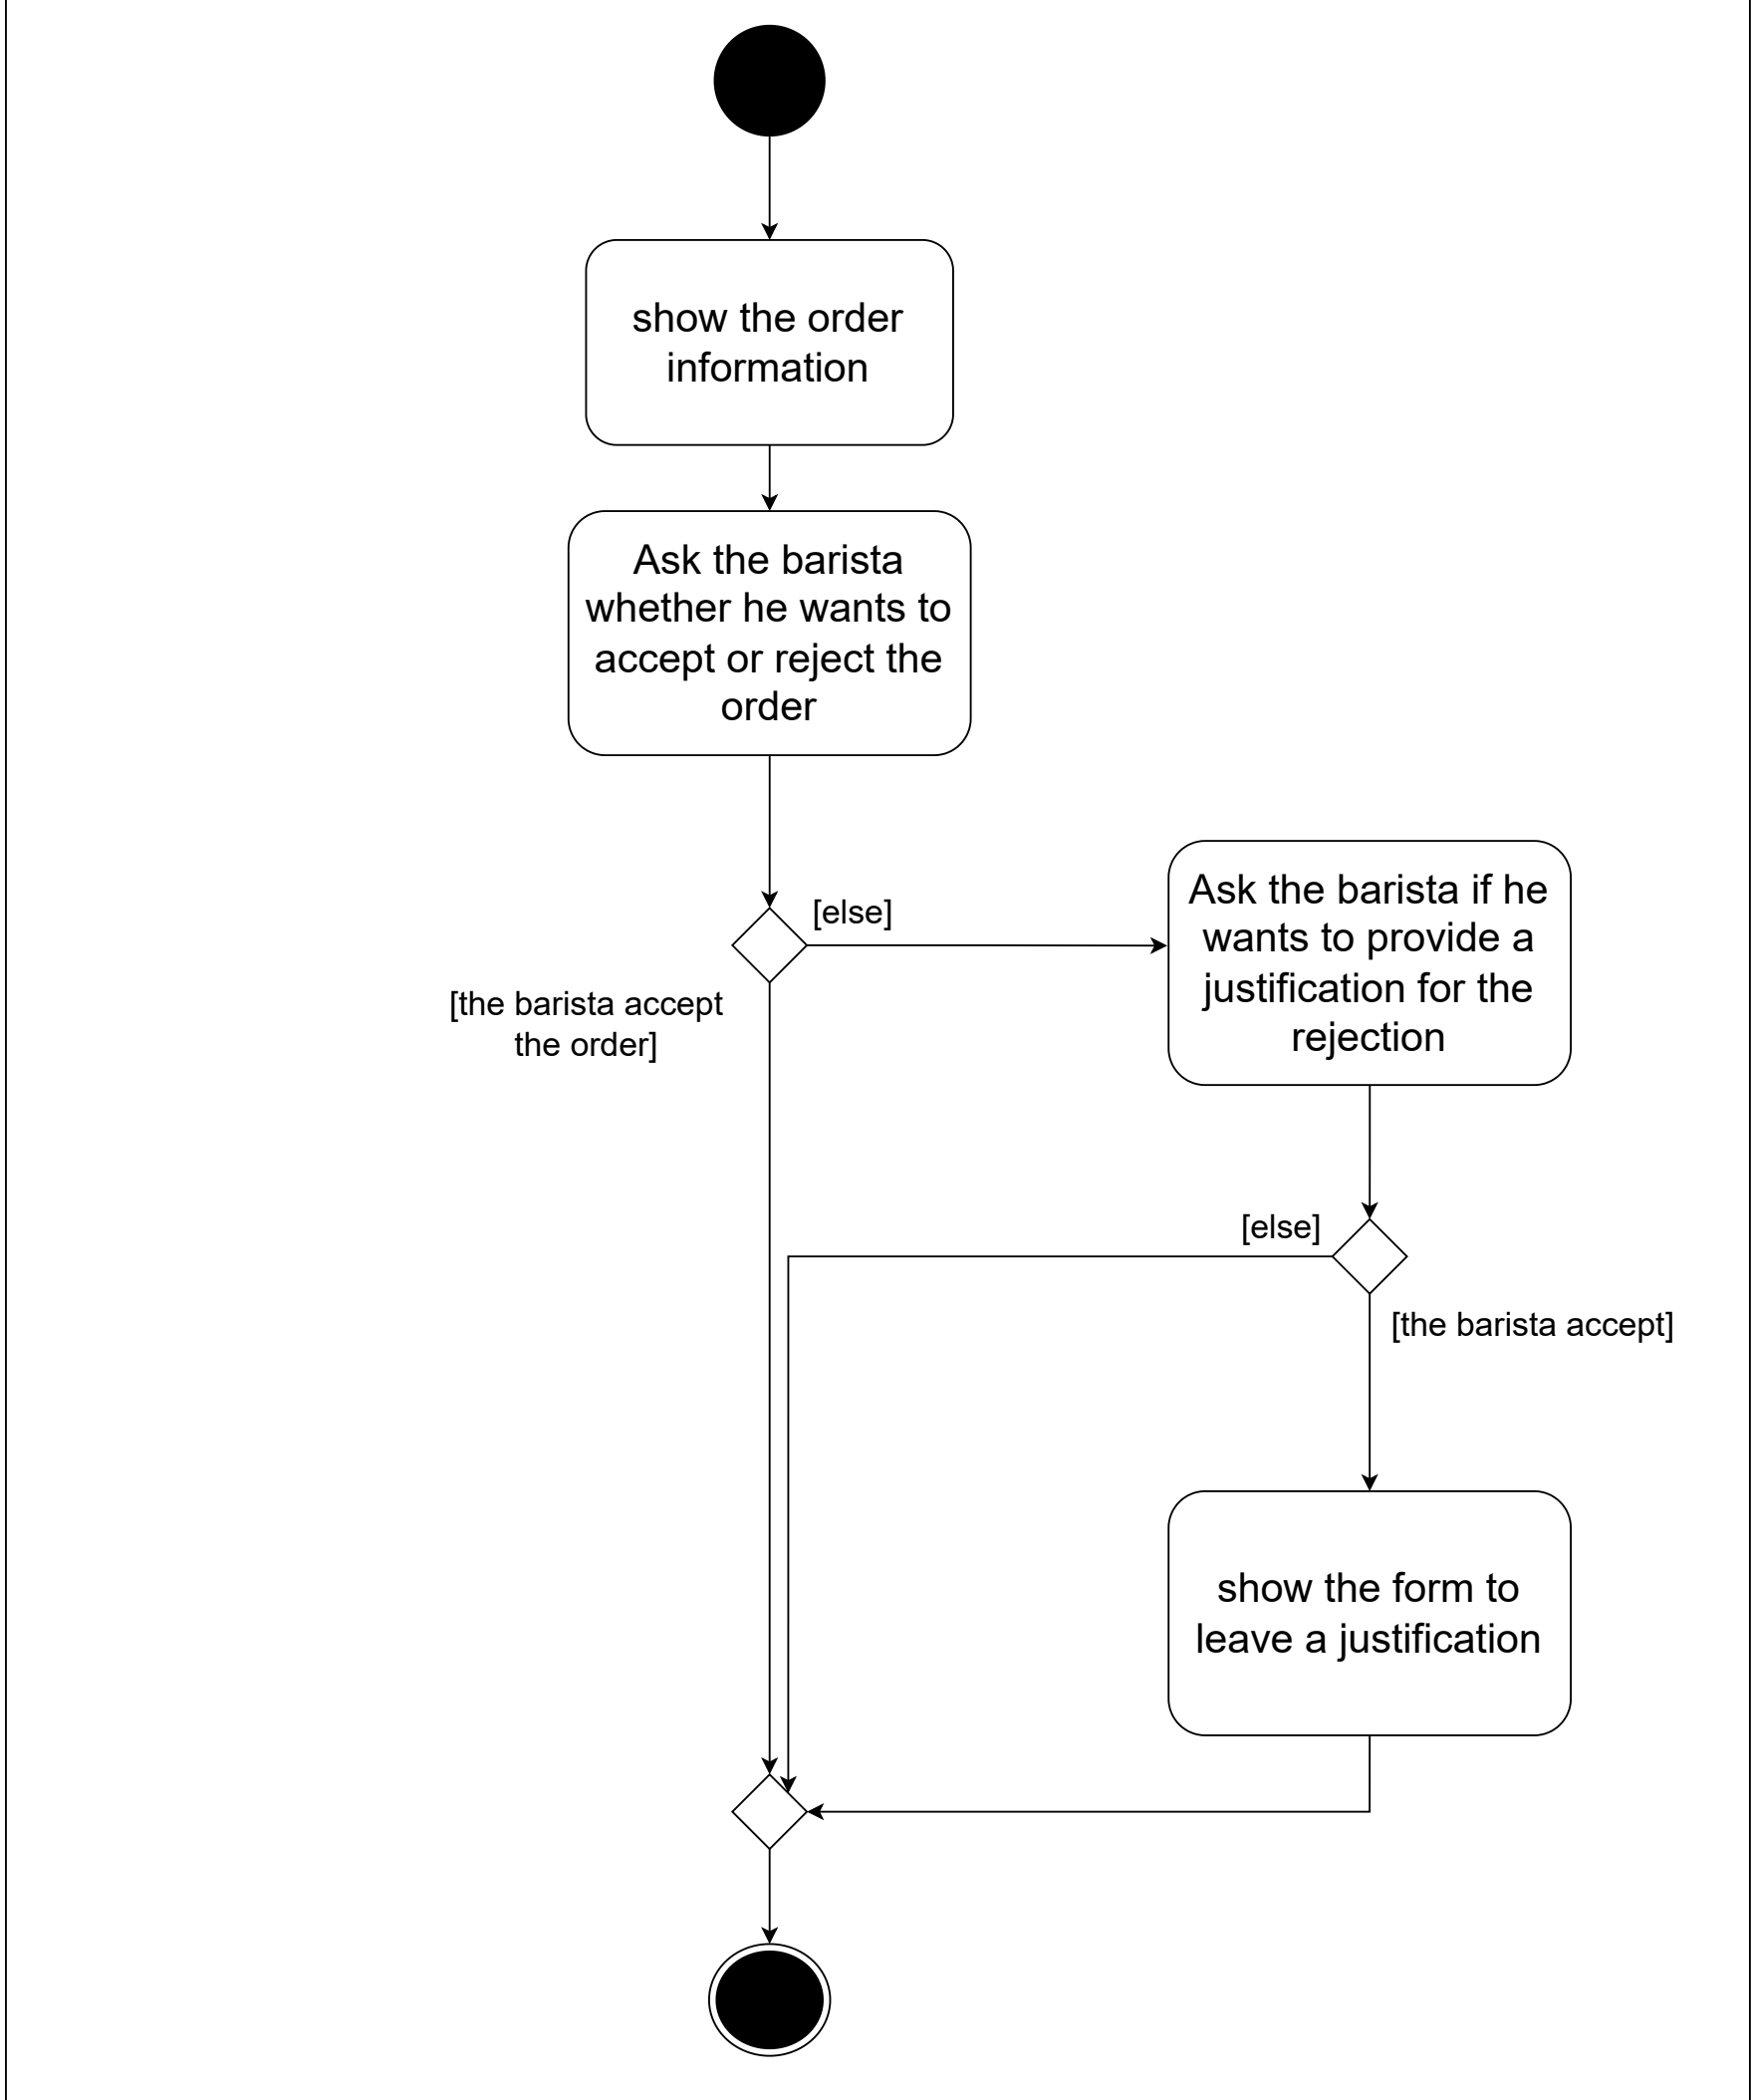 show the order
information
Ask the barista
whether he wants to
accept or reject the
order
[else]
[the barista accept
the order]
Ask the barista if he
wants to provide a
justification for the
rejection
[else]
[the barista accept]
show the form to
leave a justification